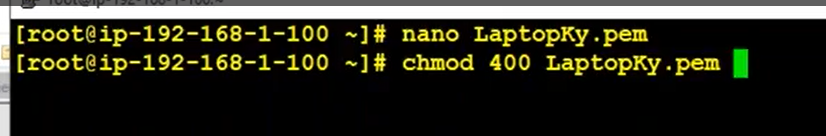 [root@ip-192-168-1-100 ~]# nano LaptopKy.pem
[root@ip-192-168-1-100 ~]# chmod 400 LaptopKy.pem